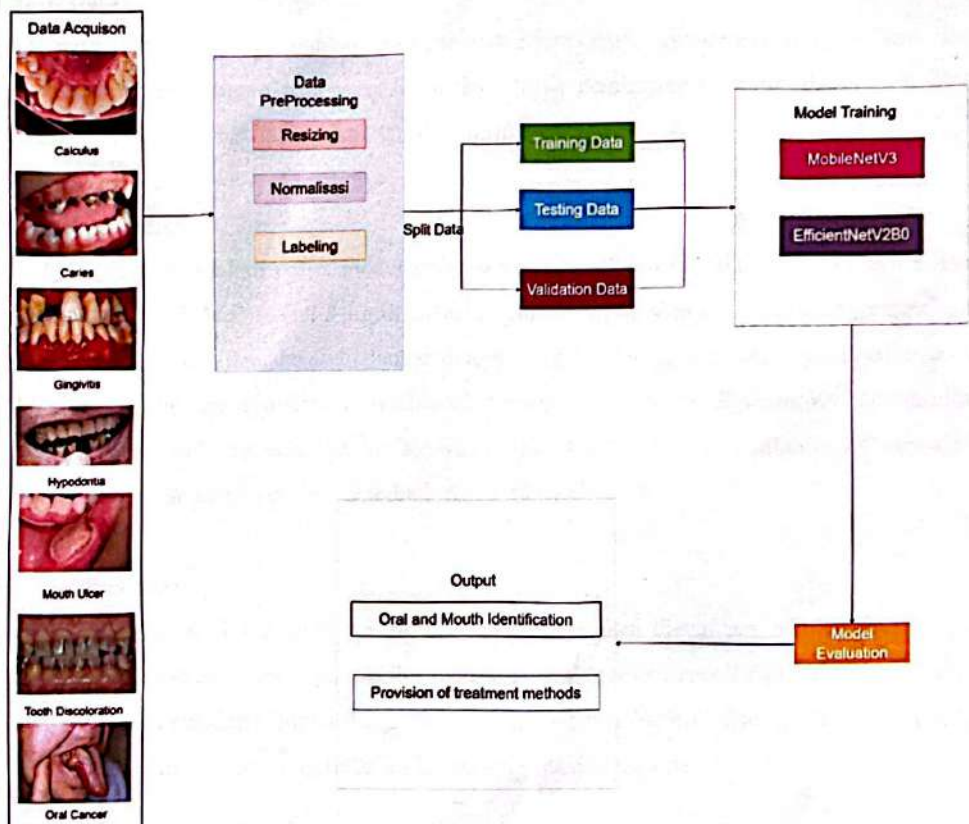 Data Acquison
Calculus
Caries
Gingivitis
Hypodontia
Mouth Ulcer
Tooth Discoloration
Oral Cancer
Data
PreProcessing
Resizing
Normalisasi
Labeling
Split Data
Training Data
Testing Data
Validation Data
Model Training
MobileNetV3
EfficientNetV2B0
Model
Evaluation
Output
Oral and Mouth Identification
Provision of treatment methods